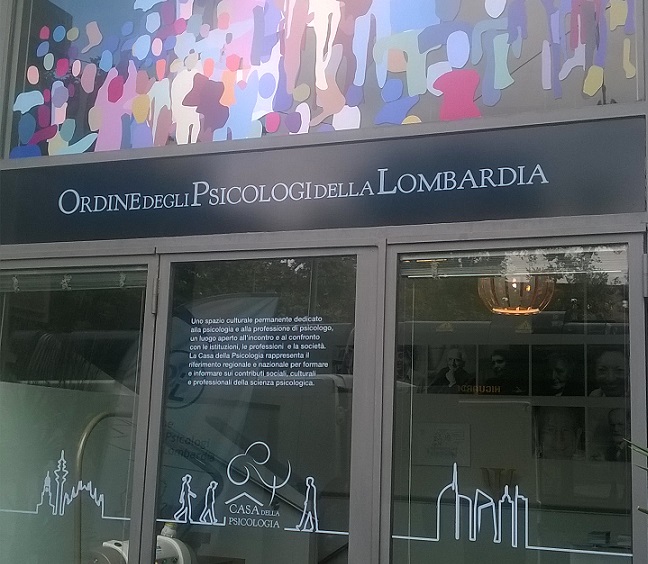 ORDINE DEGLI PSICOLOGI DELLA LOMBARDIA
Uno spazio culturale permanente dedicato
alla psicologia e alla professione di psicologo,
un luogo aperto all'incontro e al confronto
con le istituzioni, le professioni e la società.
La Casa della Psicologia rappresenta il
riferimento regionale e nazionale per formare
e informare sui contributi sociali, culturali
e professionali della scienza psicologica.
Psicologi
CASA DELLA
PSICOLOGIA